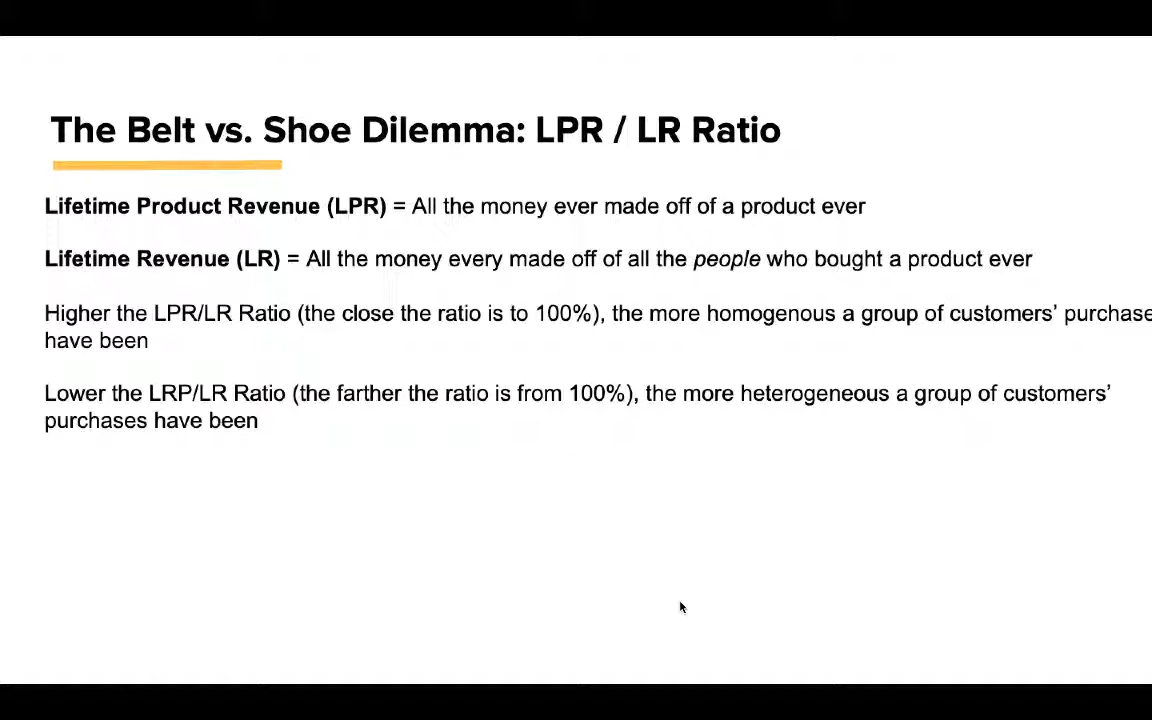 The Belt vs. Shoe Dilemma: LPR / LR Ratio
Lifetime Product Revenue (LPR) = All the money ever made off of a product ever
Lifetime Revenue (LR) = All the money every made off of all the people who bought a product ever
Higher the LPR/LR Ratio (the close the ratio is to 100%), the more homogenous a group of customers’ purchase
have been
Lower the LRP/LR Ratio (the farther the ratio is from 100%), the more heterogeneous a group of customers’
purchases have been